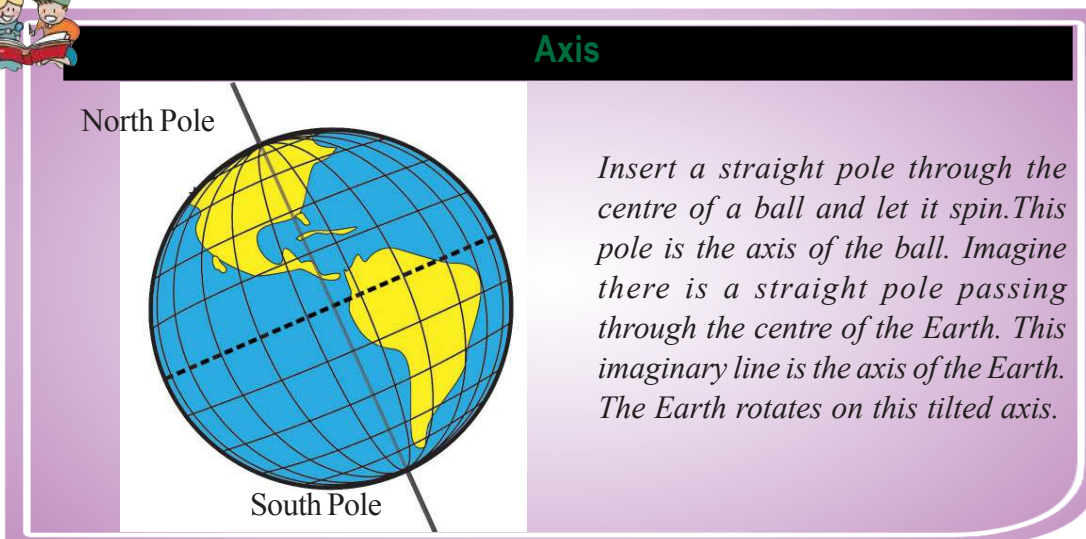 Axis
North Pole
Insert a straight pole through the
centre of a ball and let it spin.This
pole is the axis of the ball. Imagine
there is a straight pole passing
through the centre of the Earth. This
imaginary line is the axis of the Earth.
The Earth rotates on this tilted axis.
South Pole